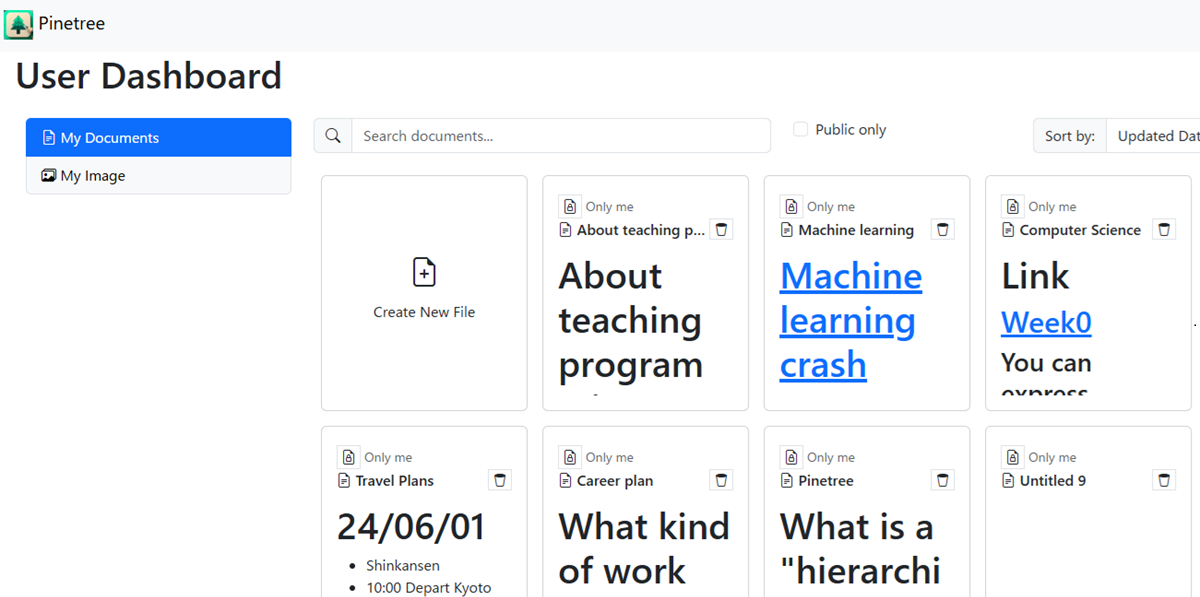 Pinetree
User Dashboard
My Documents
My Image
Search documents...
Public only
Sort by:
Updated
Create New File
Only me
About teaching p...
About
teaching
program
Only me
Machine learning
Machine
learning
crash
Only me
Computer Science
Link
Week0
You can
express
Only me
Travel Plans
24/06/01
Shinkansen
10:00 Depart Kyoto
Only me
Career plan
What kind
of work
Only me
Pinetree
What is a
"hierarchi
Only me
Untitled 9